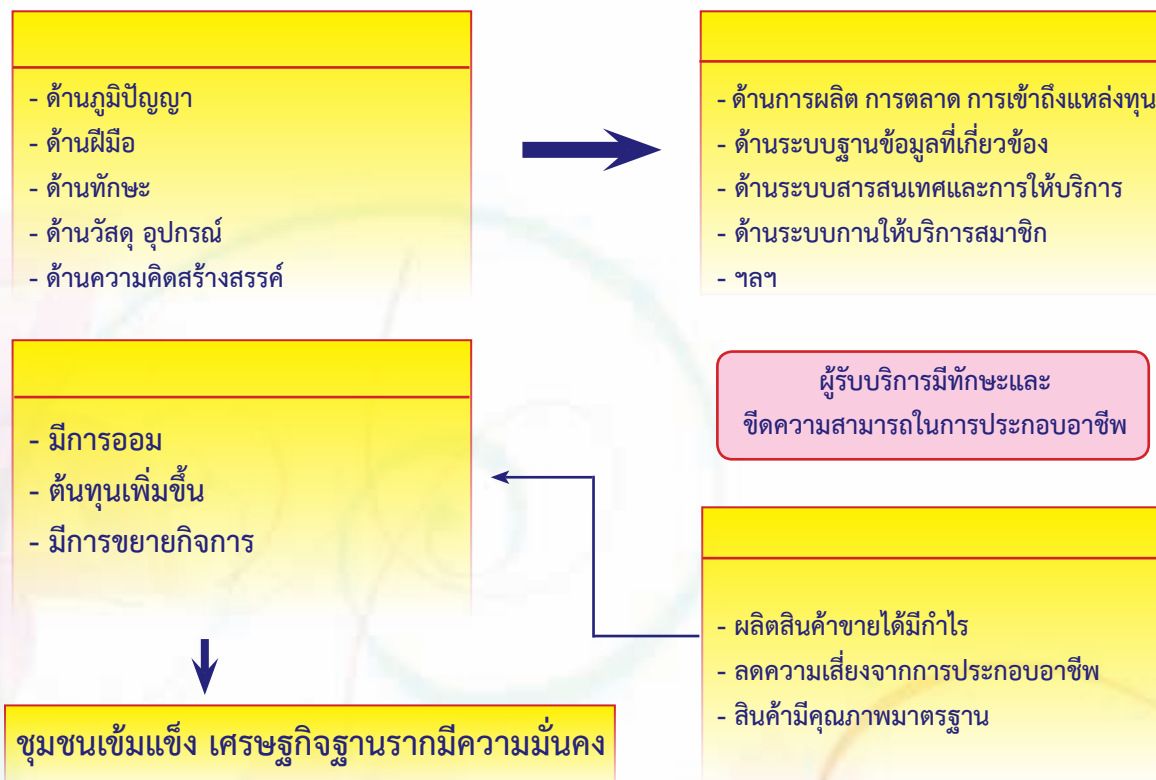 - ด้านภูมิปัญญา
- ด้านฝีมือ
- ด้านทักษะ
- ด้านวัสดุ อุปกรณ์
- ด้านความคิดสร้างสรรค์
- ด้านการผลิต การตลาด การเข้าถึงแหล่งทุน
- ด้านระบบฐานข้อมูลที่เกี่ยวข้อง
- ด้านระบบสารสนเทศและการให้บริการ
- ด้านระบบกานให้บริการสมาชิก
- ฯลฯ
ผู้รับบริการมีทักษะและ
ขีดความสามารถในการประกอบอาชีพ
- ผลิตสินค้าขายได้มีกำไร
- ลดความเสี่ยงจากการประกอบอาชีพ
- สินค้ามีคุณภาพมาตรฐาน
- มีการออม
- ต้นทุนเพิ่มขึ้น
- มีการขยายกิจการ
ชุมชนเข้มแข็ง เศรษฐกิจฐานรากมีความมั่นคง